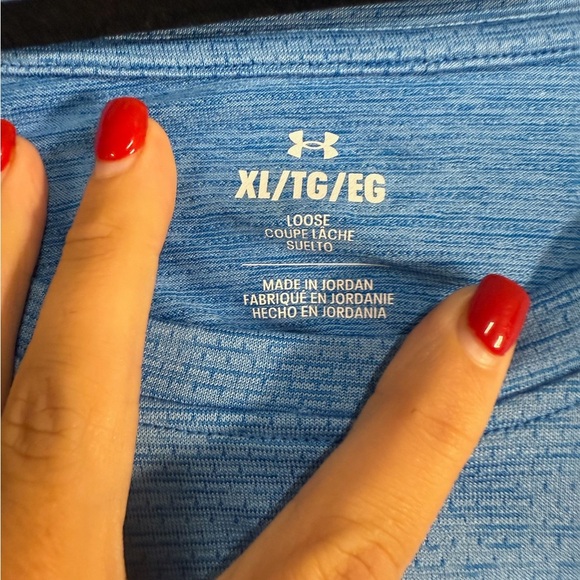 XL/TG/EG
LOOSE
COUPE LÂCHE
SUELTO
MADE IN JORDAN
FABRIQUÉ EN JORDANIE
HECHO EN JORDANIA